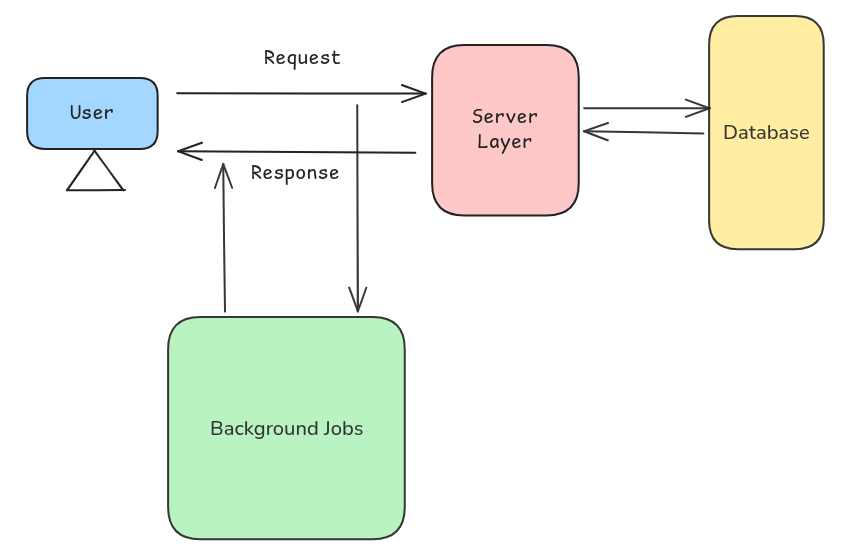 Request
User
Server
Layer
Database
Response
Background Jobs